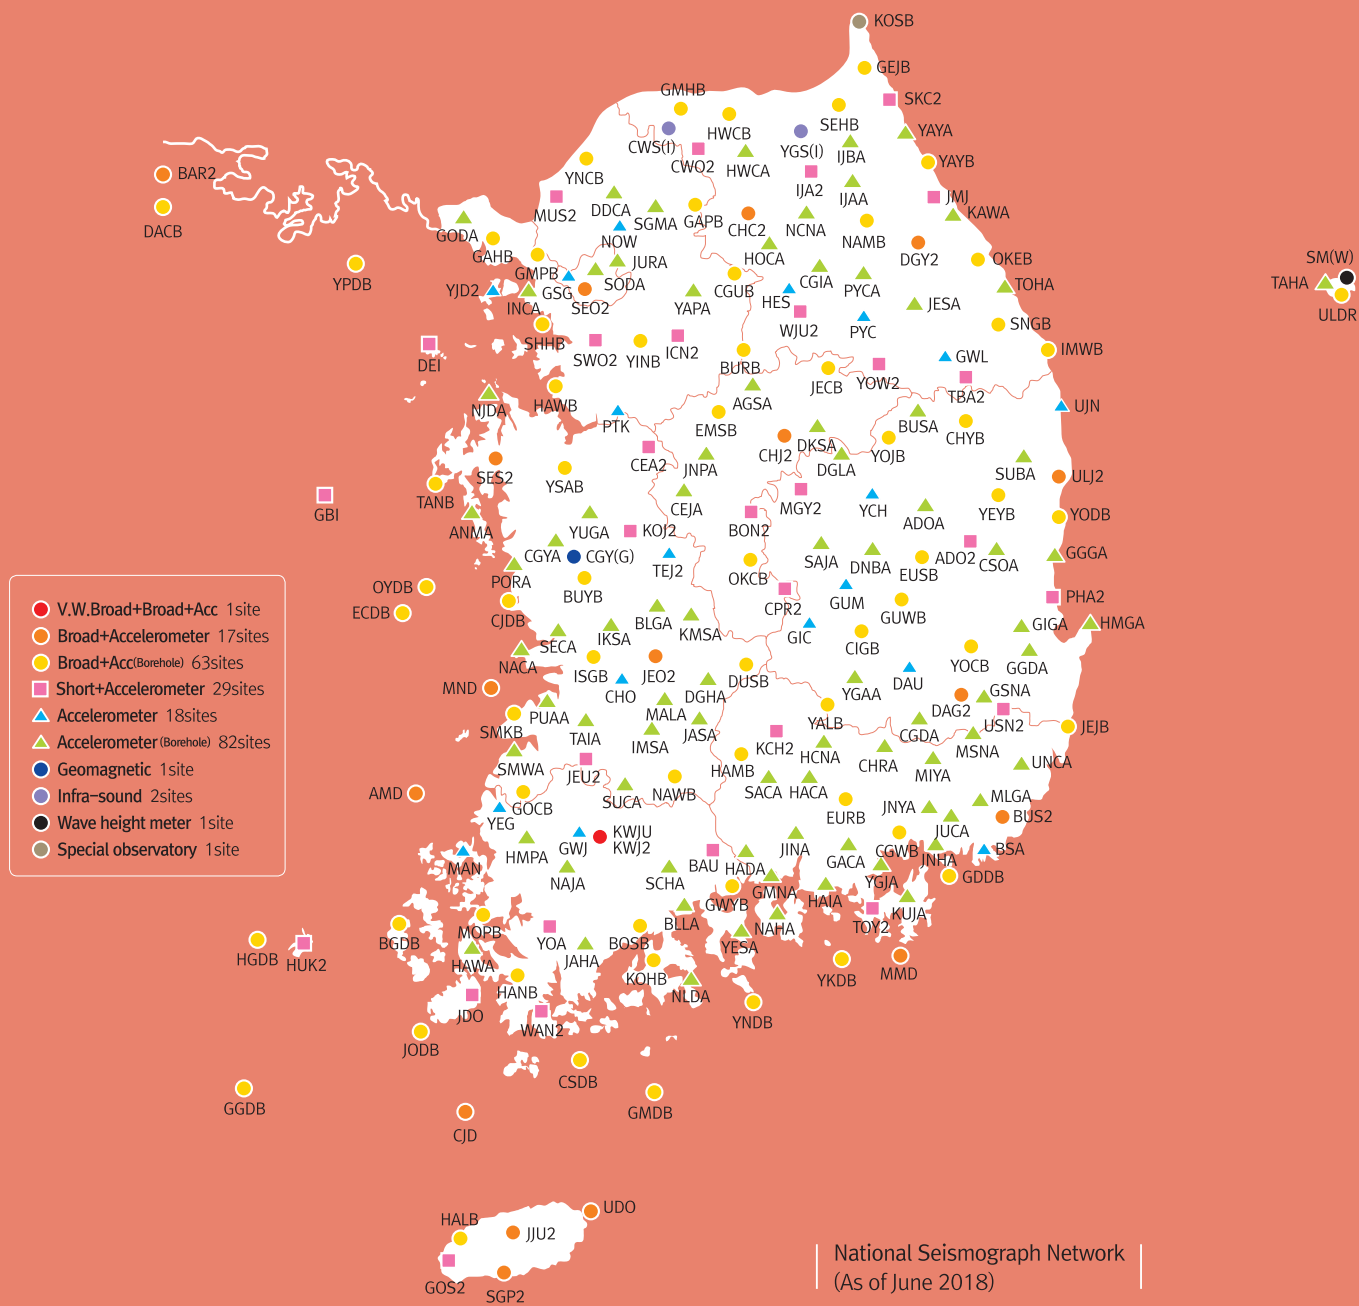 KOSB
GEJB
GMHB
SKC2
HWCB
SEHB
YAYA
CWS(I)
YGS(I)
IJBA
YAYB
CWO2
HWCA
BAR2
YNCB
IJA2
IJAA
JMJ
MUS2
DDCA
SGMA
GAPB
CHC2
NCNA
NAMB
KAWA
DACB
GODA
NOW
HOCA
DGY2
OKEB
GAHB
GMPB
JURA
SM(W)
YPDB
YJD2
INCA
GSG
SODA
SEO2
YAPA
CGUB
HES
CGIA
PYCA
TOHA
TAHA
ULDR
SHHB
WJU2
PYC
JESA
SNGB
DEI
SWO2
YINB
ICN2
BURB
JECB
YOW2
GWL
IMWB
TBA2
NJDA
HAWB
PTK
AGSA
EMSB
BUSA
CHYB
UJN
CEA2
JNPA
CHJ2
DKSA
DGLA
YOJB
SUBA
SES2
YSAB
ULJ2
TANB
GBI
CEJA
MGY2
YCH
ADOA
YEYB
YODB
ANMA
YUGA
KOJ2
BON2
CGYA
CGY(G)
TEJ2
OKCB
SAJA
DNBA
EUSB
ADO2
CSOA
GGGA
PORA
BUYB
OYDB
ECDB
CJDB
CPR2
GUM
GUWB
PHA2
V.W.Broad+Broad+Acc 1site
Broad+Accelerometer 17sites
Broad+Acc(Borehole) 63sites
Short+Accelerometer 29sites
Accelerometer 18sites
Accelerometer (Borehole) 82sites
Geomagnetic 1site
Infra-sound 2sites
Wave height meter 1site
Special observatory 1site
SECA
IKSA
BLGA
KMSA
GIC
CIGB
GIGA
HMGA
NACA
ISGB
JEO2
DUSB
YOCB
GGDA
MND
CHO
DGHA
YGAA
DAU
DAG2
GSNA
SMKB
PUAA
TAIA
MALA
IMSA
JASA
YALB
CGDA
USN2
JEJB
SMWA
JEU2
KCH2
HCNA
CHRA
MSNA
MIYA
UNCA
AMD
GOCB
SUCA
NAWB
HAMB
SACA
HACA
EURB
JNYA
MLGA
YEG
JUCA
BUS2
MAN
HMPA
GWJ
KWJU
KWJ2
JINA
GACA
CGWB
JNHA
BSA
NAJA
SCHA
BAU
HADA
GMNA
HAIA
YGJA
GDDB
GWYB
BLLA
NAHA
TOY2
KUJA
HGDB
HUK2
BGDB
MOPB
HAWA
YOA
JAHA
BOSB
YESA
KOHB
YKDB
MMD
HANB
NLDA
JDO
WAN2
YNDB
JODB
CSDB
GGDB
GMDB
CJD
UDO
HALB
JJU2
GOS2
SGP2
National Seismograph Network
(As of June 2018)